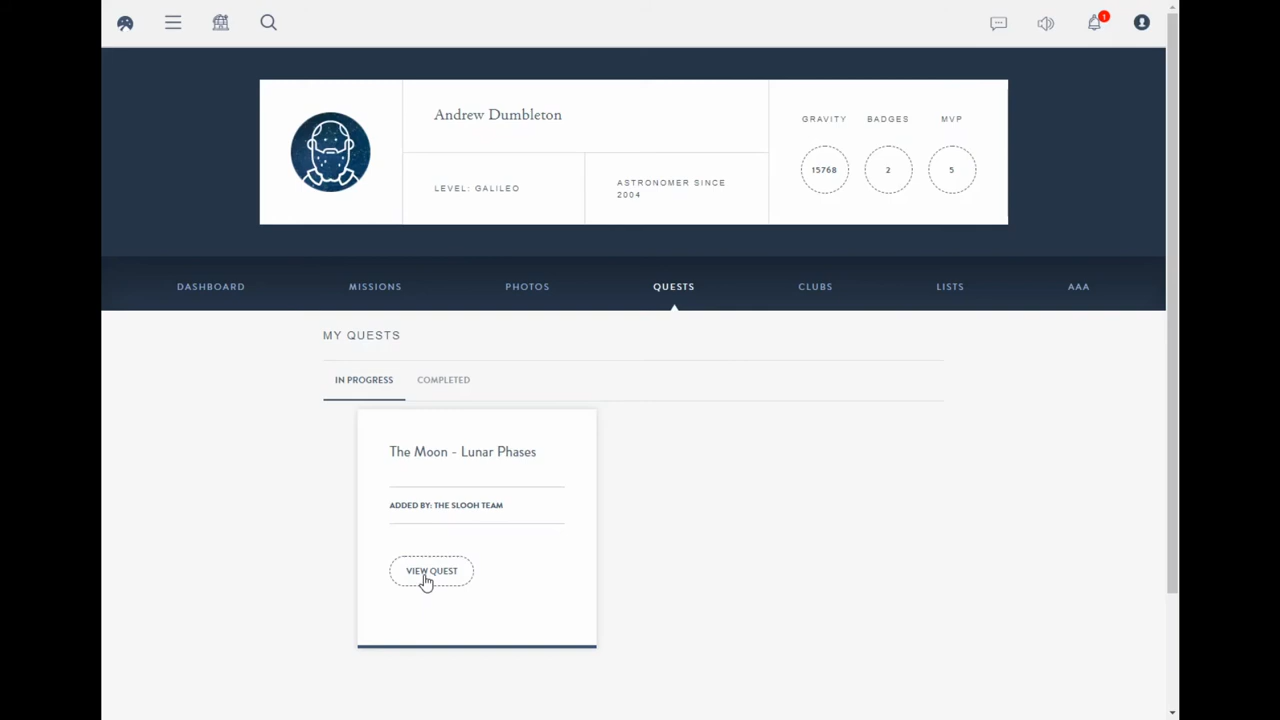 1
Andrew Dumbleton
LEVEL: GALILEO
ASTRONOMER SINCE
2004
GRAVITY BADGES MVP
15768 2 5
DASHBOARD MISSIONS PHOTOS QUESTS CLUBS LISTS AAA
MY QUESTS
IN PROGRESS COMPLETED
The Moon - Lunar Phases
ADDED BY: THE SLOOH TEAM
VIEW QUEST